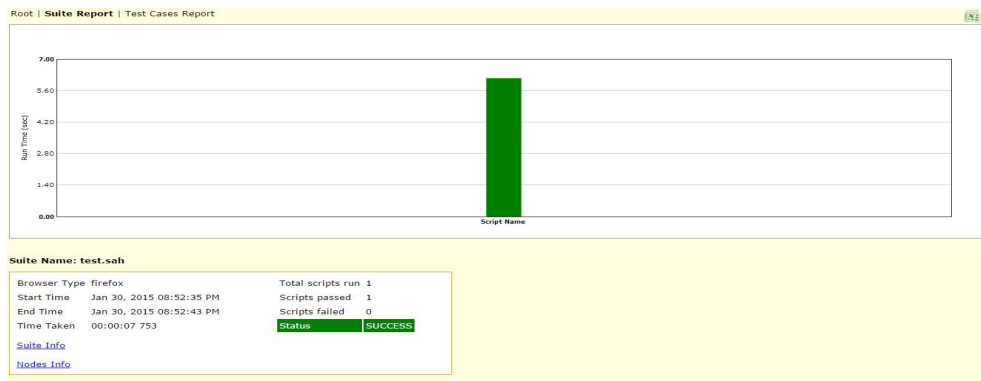 Root | Suite Report | Test Cases Report
7.00
5.60
4.20
2.80
1.40
0.00
Run Time (sec)
Script Name
Suite Name: test.sah
Browser Type firefox
Start Time Jan 30, 2015 08:52:35 PM
End Time Jan 30, 2015 08:52:43 PM
Time Taken 00:00:07 753
Suite Info
Nodes Info
Total scripts run 1
Scripts passed 1
Scripts failed 0
Status SUCCESS